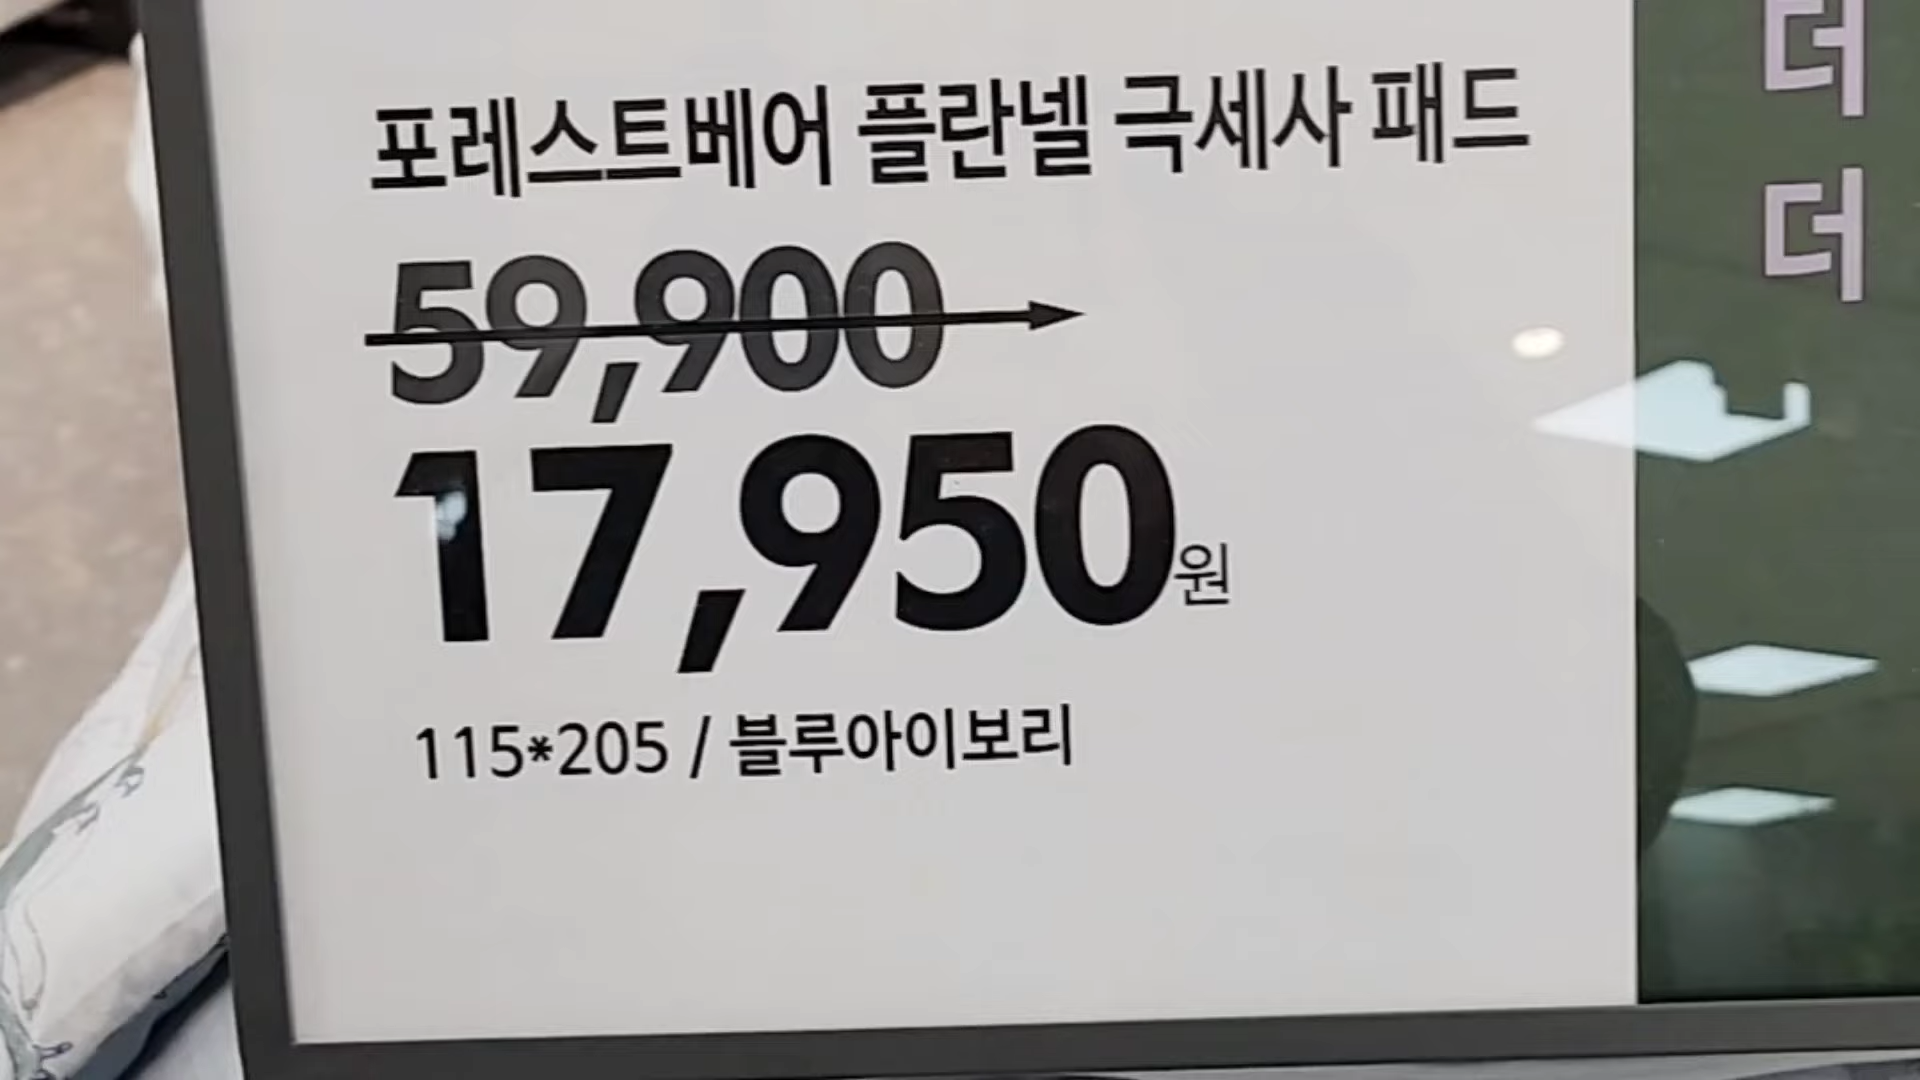 포레스트베어 플란넬 극세사 패드
59,900
17,950원
115*205 / 블루아이보리
더
더